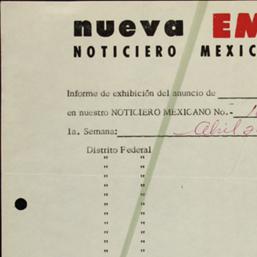 nueva EM
NOTICIERO MEXIC
Informe de exhibición del anuncio de
en nuestro NOTICIERO MEXICANO No.-
1a. Semana: Abril
Distrito Federal
" "
" "
" "
" "
" "
" "
" "
" "
" "